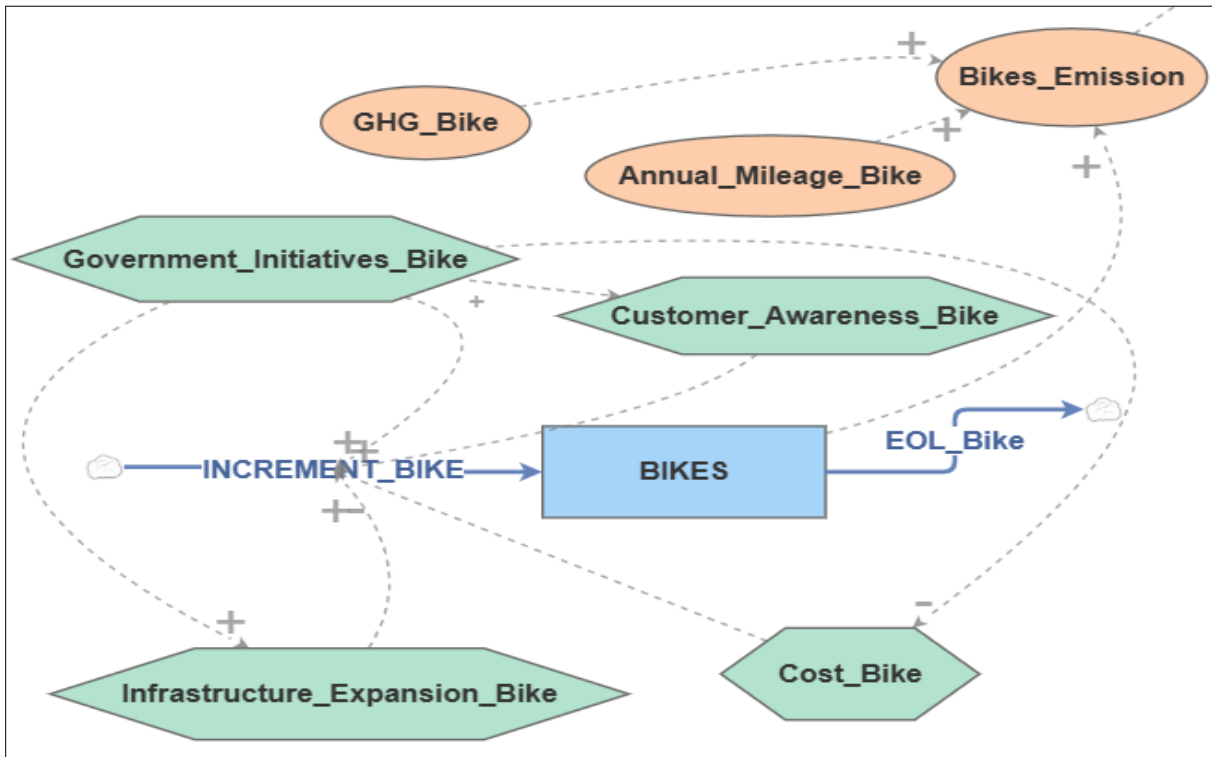 +
Bikes_Emission
GHG_Bike
+
+
Annual_Mileage_Bike
Government_Initiatives_Bike
+
Customer_Awareness_Bike
EOL_Bike
++
INCREMENT_BIKE
BIKES
+-
-
+
Infrastructure_Expansion_Bike
Cost_Bike